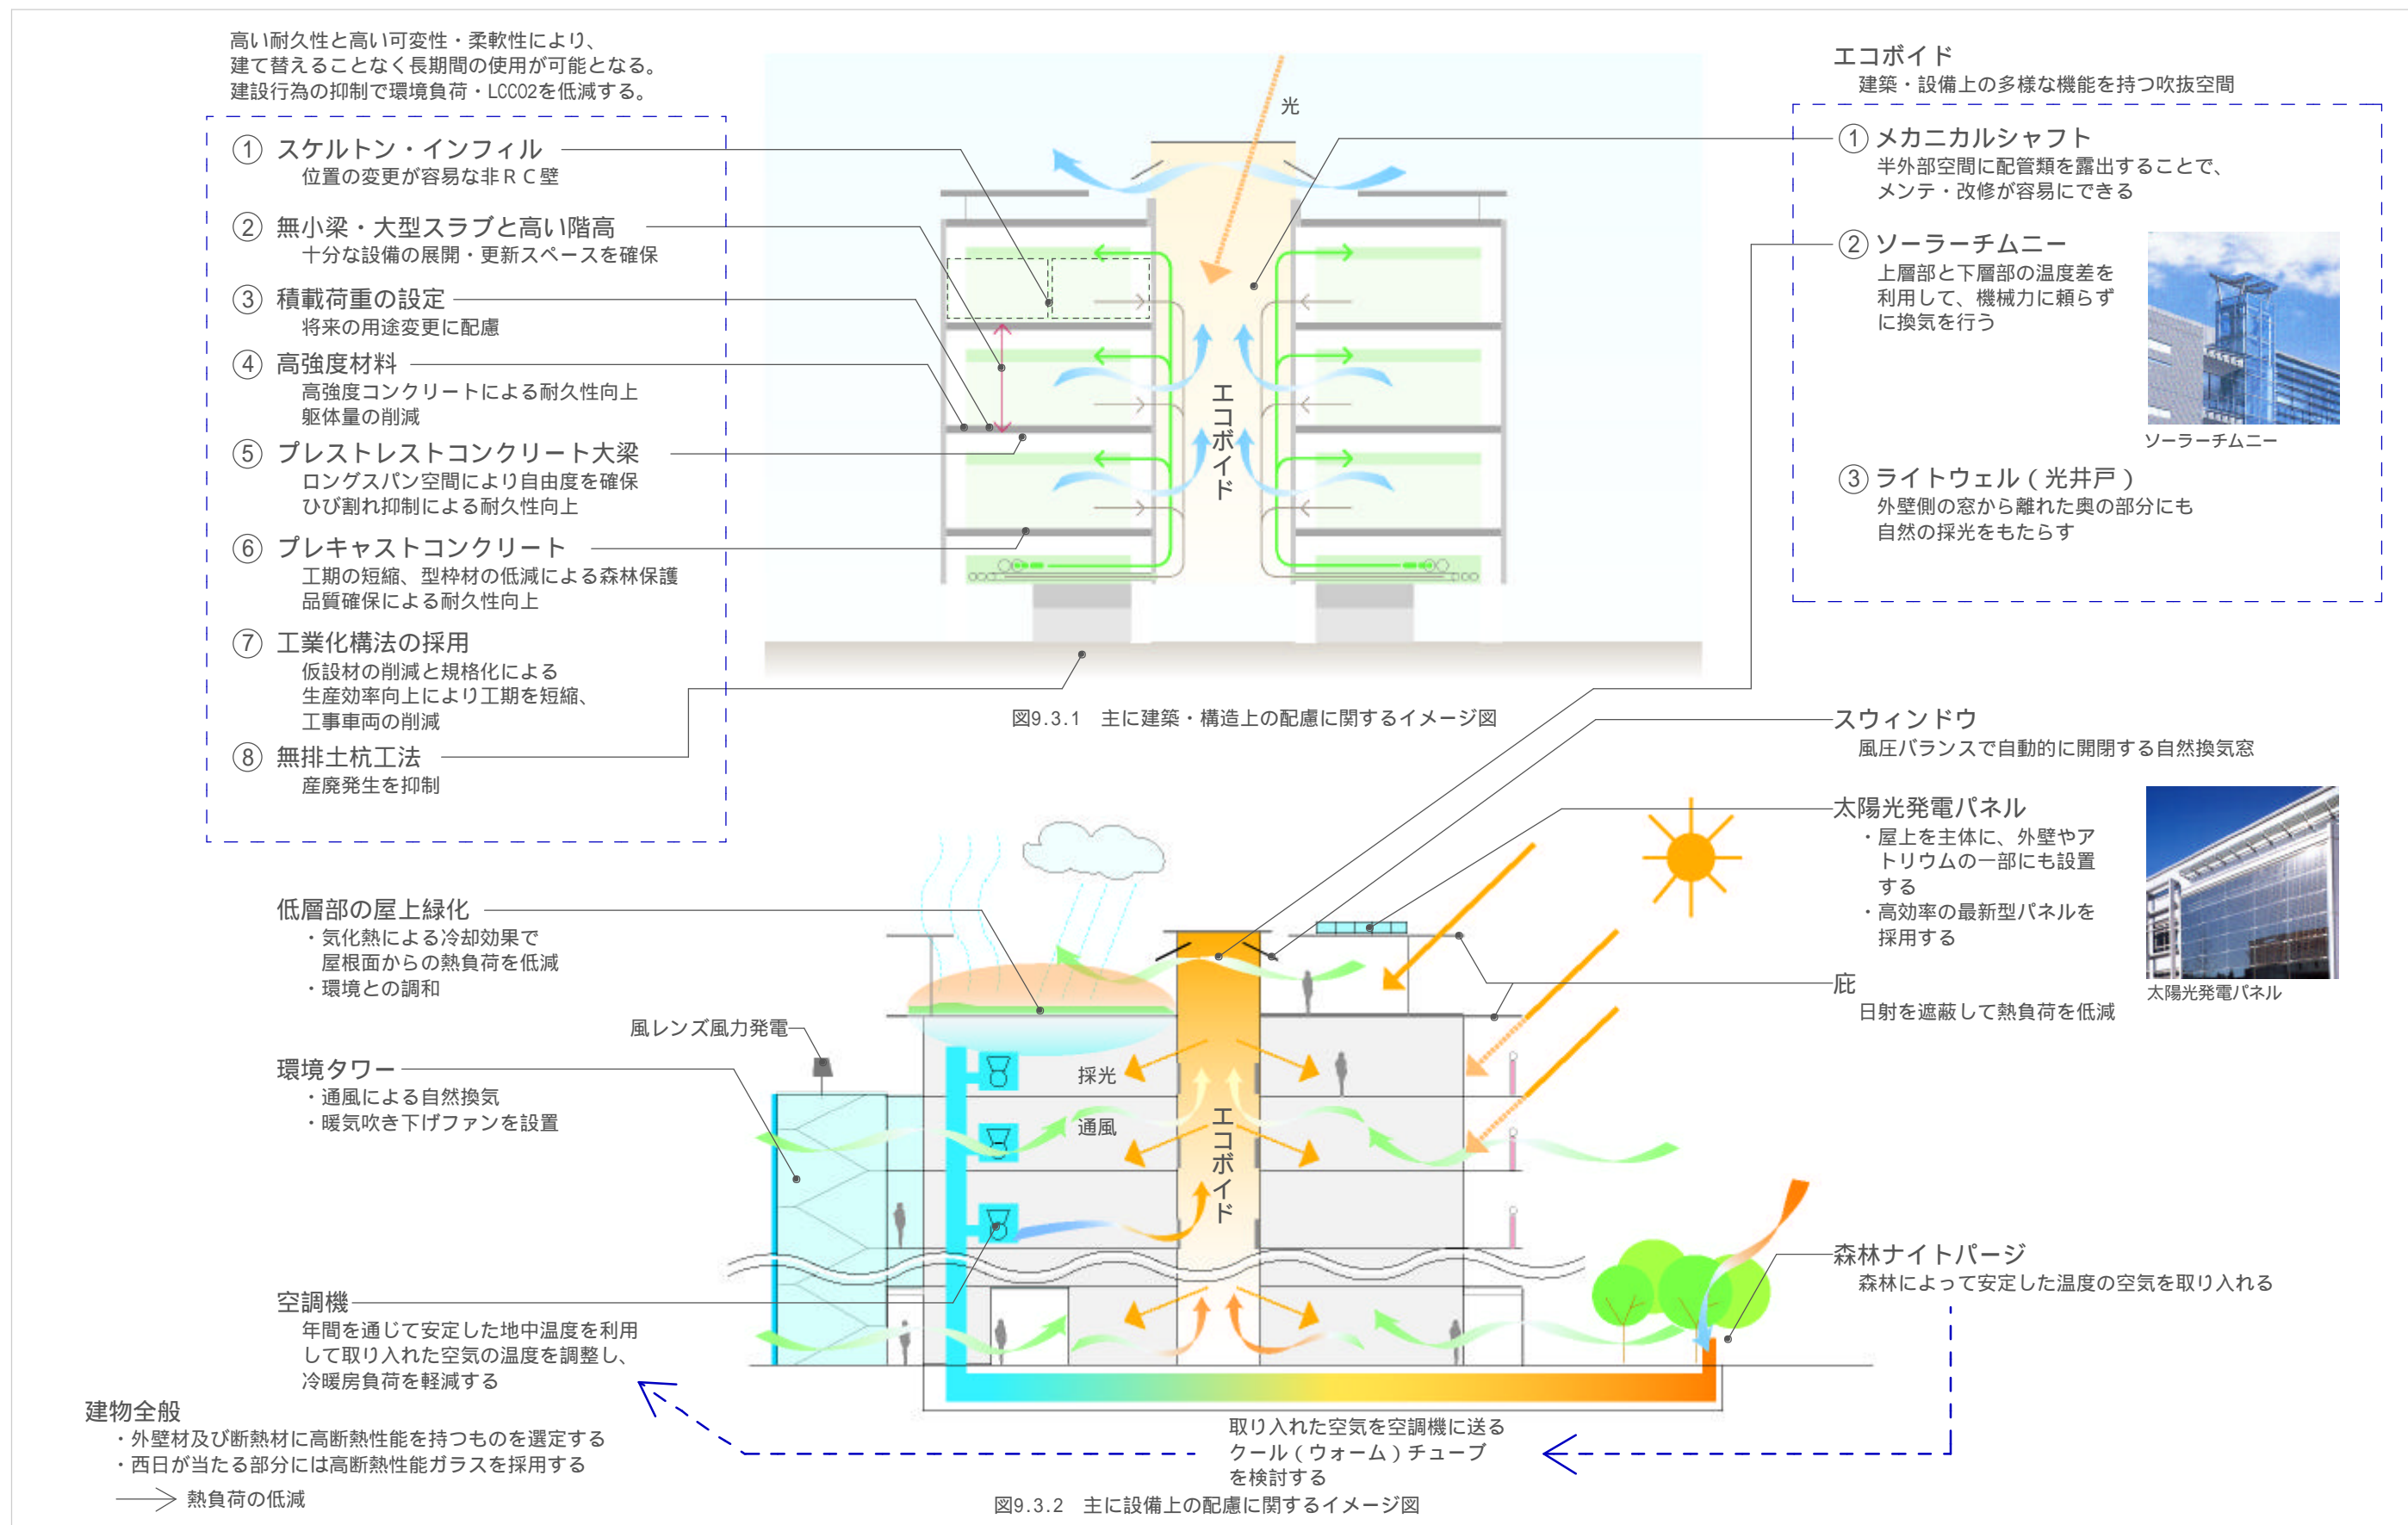 高い耐久性と高い可変性・柔軟性により、
建て替えることなく長期間の使用が可能となる。
建設行為の抑制で環境負荷・LCCO2を低減する。
① スケルトン・インフィル
位置の変更が容易な非ＲＣ壁
② 無小梁・大型スラブと高い階高
十分な設備の展開・更新スペースを確保
③ 積載荷重の設定
将来の用途変更に配慮
④ 高強度材料
高強度コンクリートによる耐久性向上
躯体量の削減
⑤ プレストレストコンクリート大梁
ロングスパン空間により自由度を確保
ひび割れ抑制による耐久性向上
⑥ プレキャストコンクリート
工期の短縮、型枠材の低減による森林保護
品質確保による耐久性向上
⑦ 工業化構法の採用
仮設材の削減と規格化による
生産効率向上により工期を短縮、
工事車両の削減
⑧ 無排土杭工法
産廃発生を抑制
光
エコボイド
図9.3.1　主に建築・構造上の配慮に関するイメージ図
エコボイド
建築・設備上の多様な機能を持つ吹抜空間
① メカニカルシャフト
半外部空間に配管類を露出することで、
メンテ・改修が容易にできる
② ソーラーチムニー
上層部と下層部の温度差を
利用して、機械力に頼らず
に換気を行う
ソーラーチムニー
③ ライトウェル（光井戸）
外壁側の窓から離れた奥の部分にも
自然の採光をもたらす
スウィンドウ
風圧バランスで自動的に開閉する自然換気窓
太陽光発電パネル
・屋上を主体に、外壁やア
トリウムの一部にも設置
する
・高効率の最新型パネルを
採用する
太陽光発電パネル
庇
日射を遮蔽して熱負荷を低減
低層部の屋上緑化
・気化熱による冷却効果で
屋根面からの熱負荷を低減
・環境との調和
風レンズ風力発電
環境タワー
・通風による自然換気
・暖気吹き下げファンを設置
採光
通風
エコボイド
森林ナイトパージ
森林によって安定した温度の空気を取り入れる
空調機
年間を通じて安定した地中温度を利用
して取り入れた空気の温度を調整し、
冷暖房負荷を軽減する
建物全般
・外壁材及び断熱材に高断熱性能を持つものを選定する
・西日が当たる部分には高断熱性能ガラスを採用する
熱負荷の低減
取り入れた空気を空調機に送る
クール（ウォーム）チューブ
を検討する
図9.3.2　主に設備上の配慮に関するイメージ図